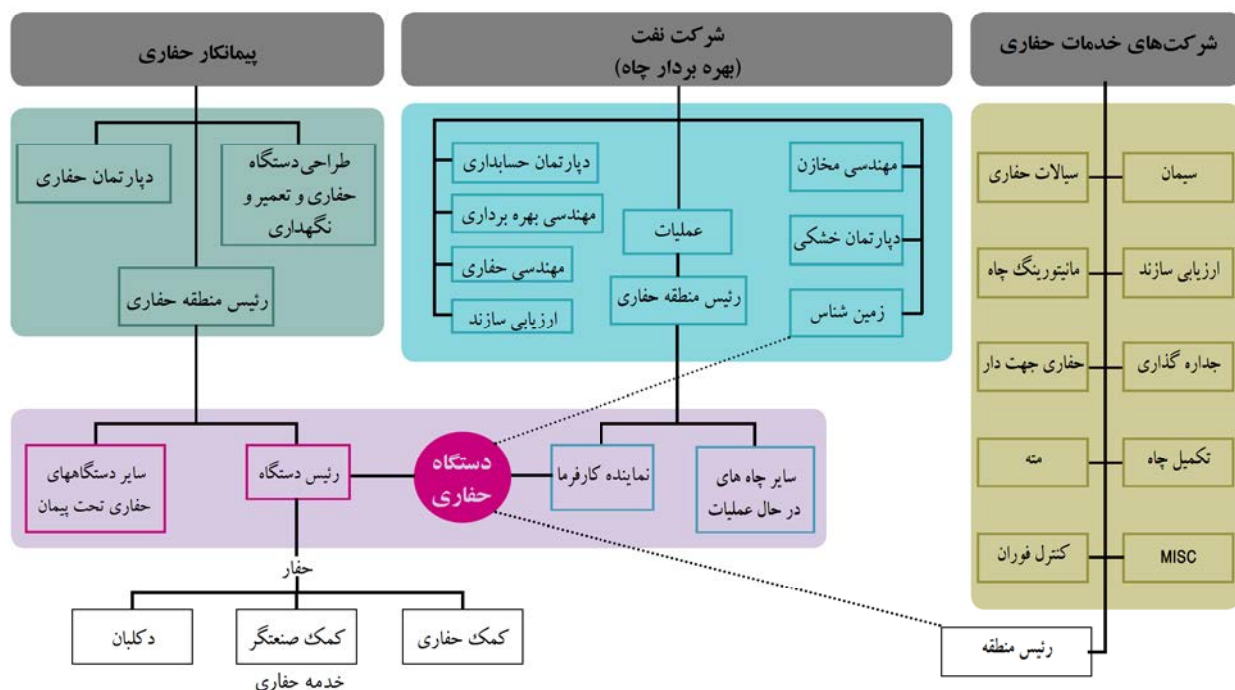 شرکت‌های خدمات حفاری
شرکت نفت
(بهره بردار چاه)
پیمانکار حفاری
سیمان
سیالات حفاری
ارزیابی سازند
مانیتورینگ چاه
جداره گذاری
حفاری جهت دار
تکمیل چاه
مته
MISC
کنترل فوران
رئیس منطقه
مهندسی مخازن
دپارتمان خشکی
زمین شناس
عملیات
رئیس منطقه حفاری
دپارتمان حسابداری
مهندسی بهره برداری
مهندسی حفاری
ارزیابی سازند
طراحی دستگاه
حفاری و تعمیر و
نگهداری
دپارتمان حفاری
رئیس منطقه حفاری
سایر چاه های
در حال عملیات
نماینده کارفرما
دستگاه
حفاری
رئیس دستگاه
سایر دستگاههای
حفاری تحت پیمان
حفار
کمک حفاری
کمک صنعتگر
دکلبان
خدمه حفاری